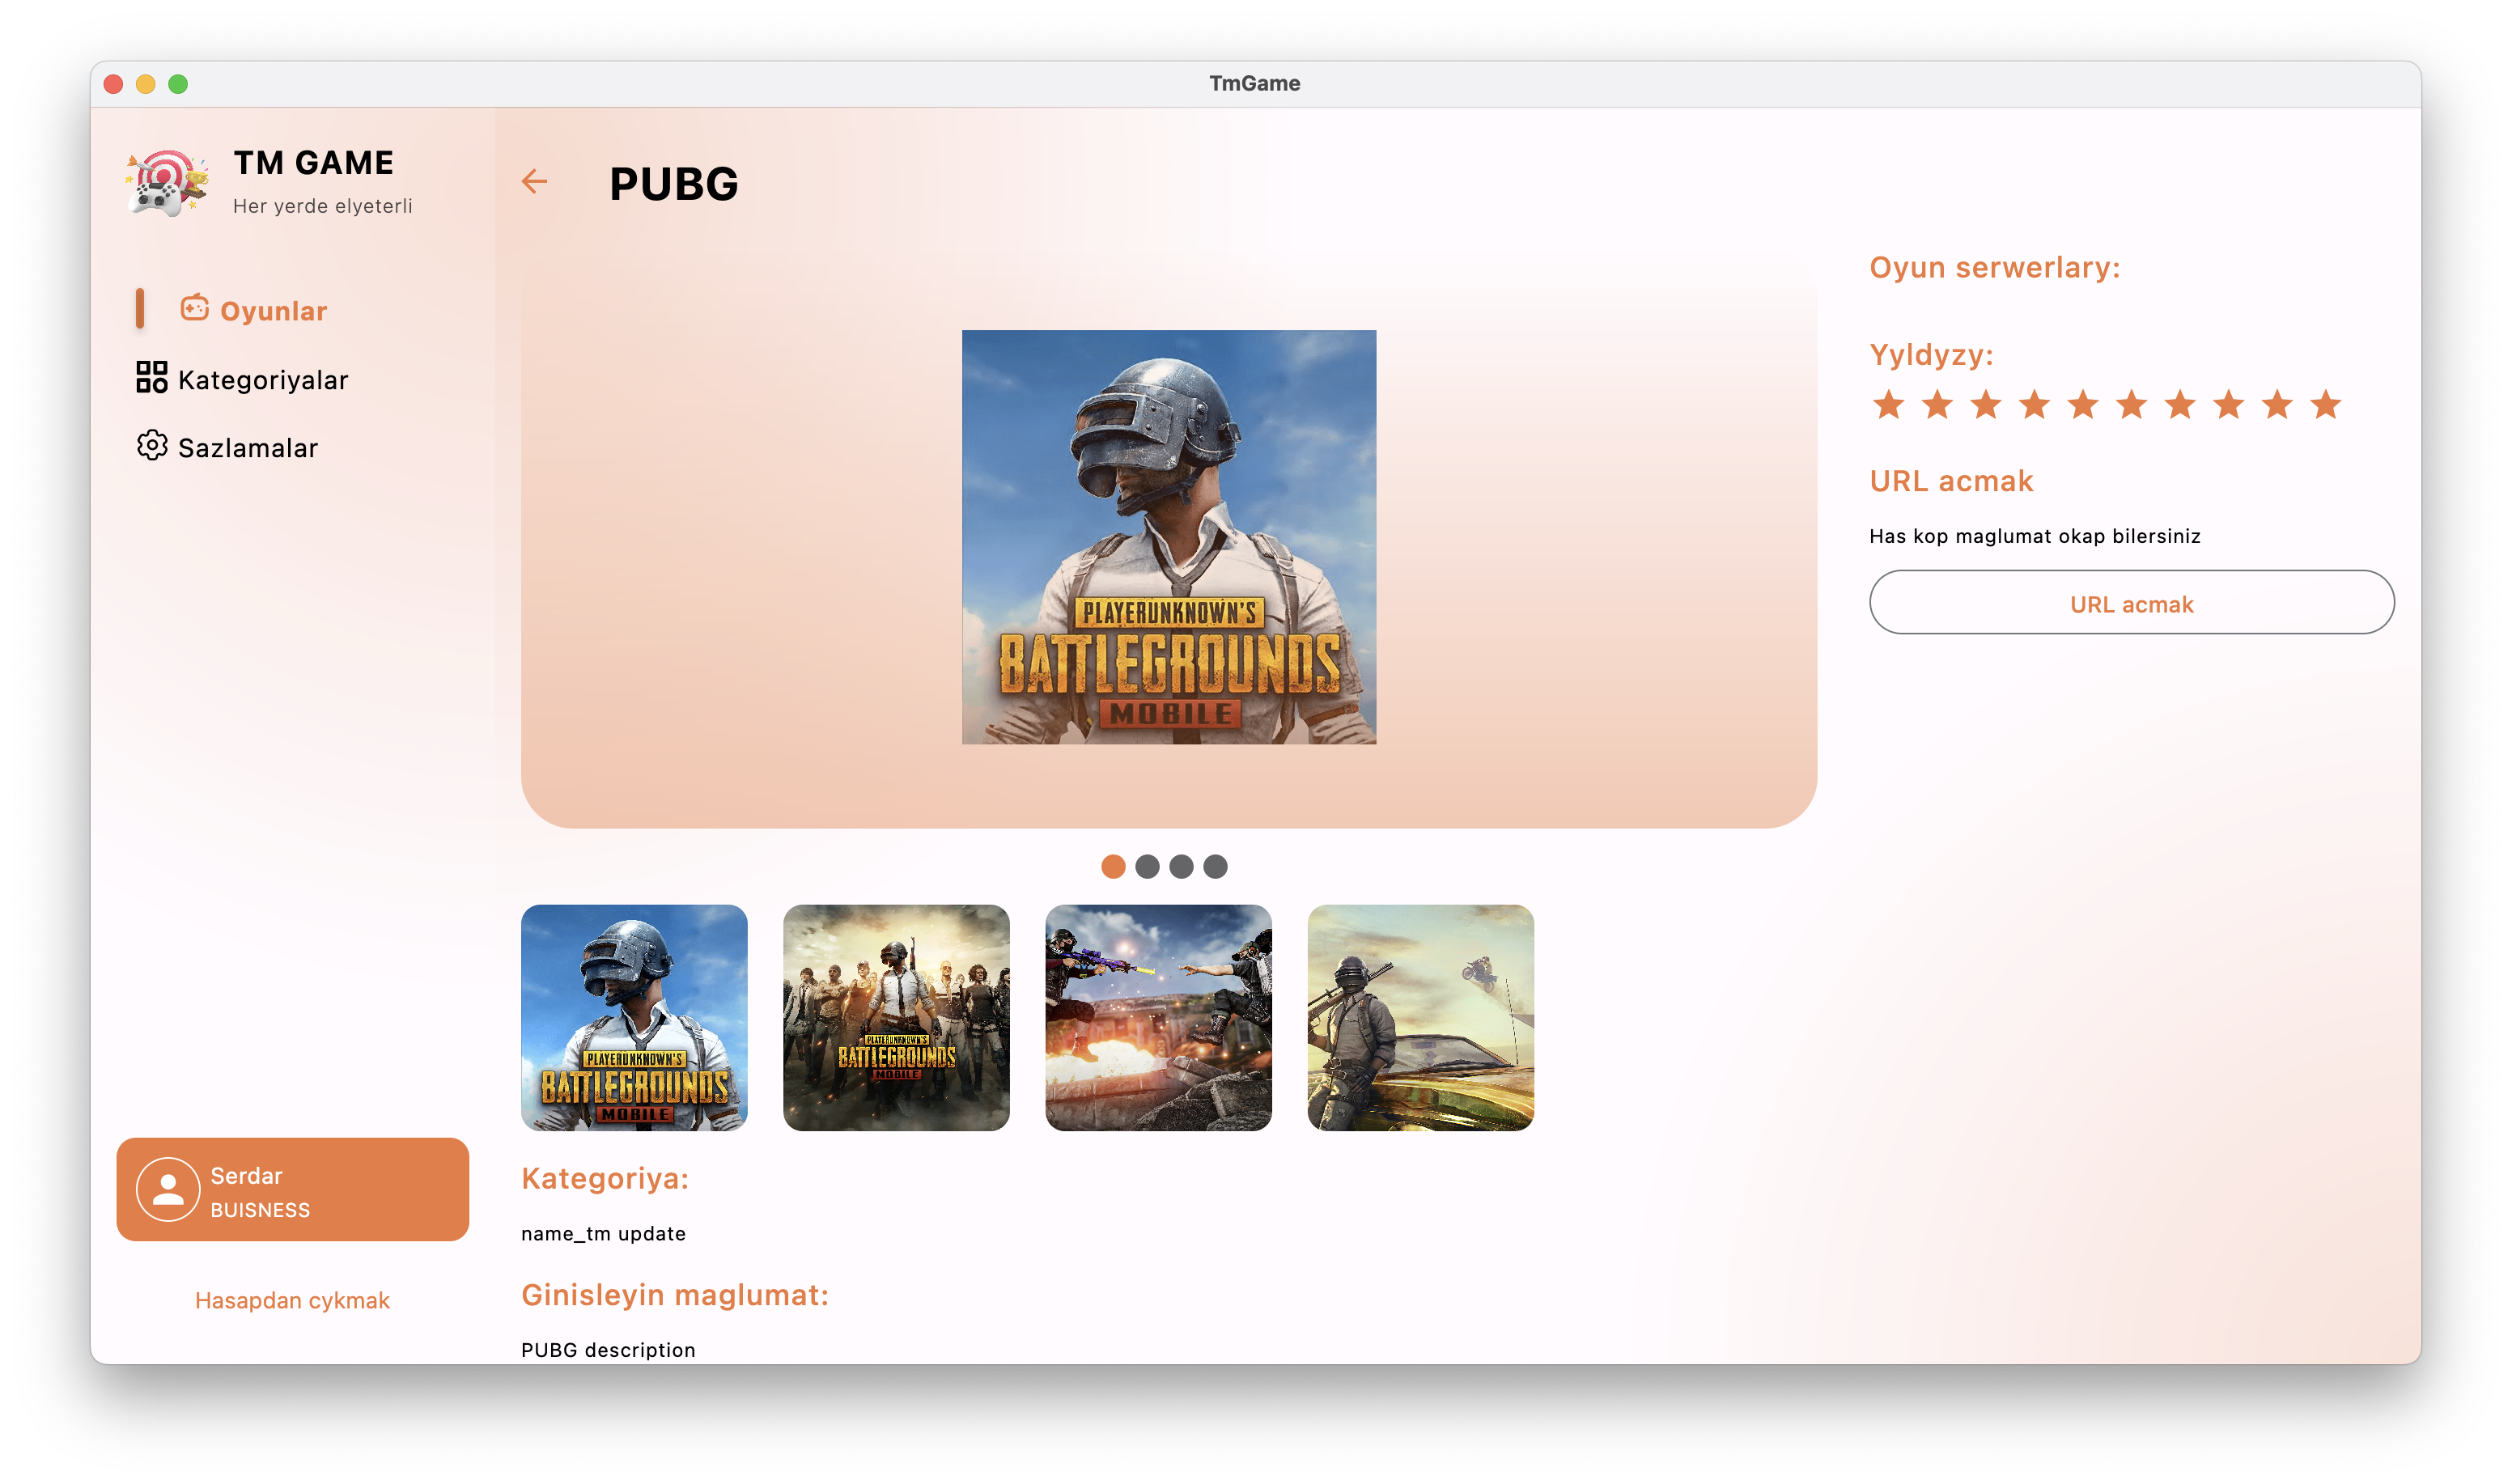 TmGame
TM GAME
Her yerde elyeterli
Oyunlar
Kategoriyalar
Sazlamalar
Serdar
BUISNESS
Hasapdan cykmak
PUBG
PLAYERUNKNOWN'S
BATTLEGROUNDS
MOBILE
PLAYERUNKNOWN'S
BATTLEGROUNDS
MOBILE
PLAYERUNKNOWN'S
BATTLEGROUNDS
MOBILE
Kategoriya:
name_tm update
Ginisleyin maglumat:
PUBG description
Oyun serwerlary:
Yyldyzy:
URL acmak
Has kop maglumat okap bilersiniz
URL acmak